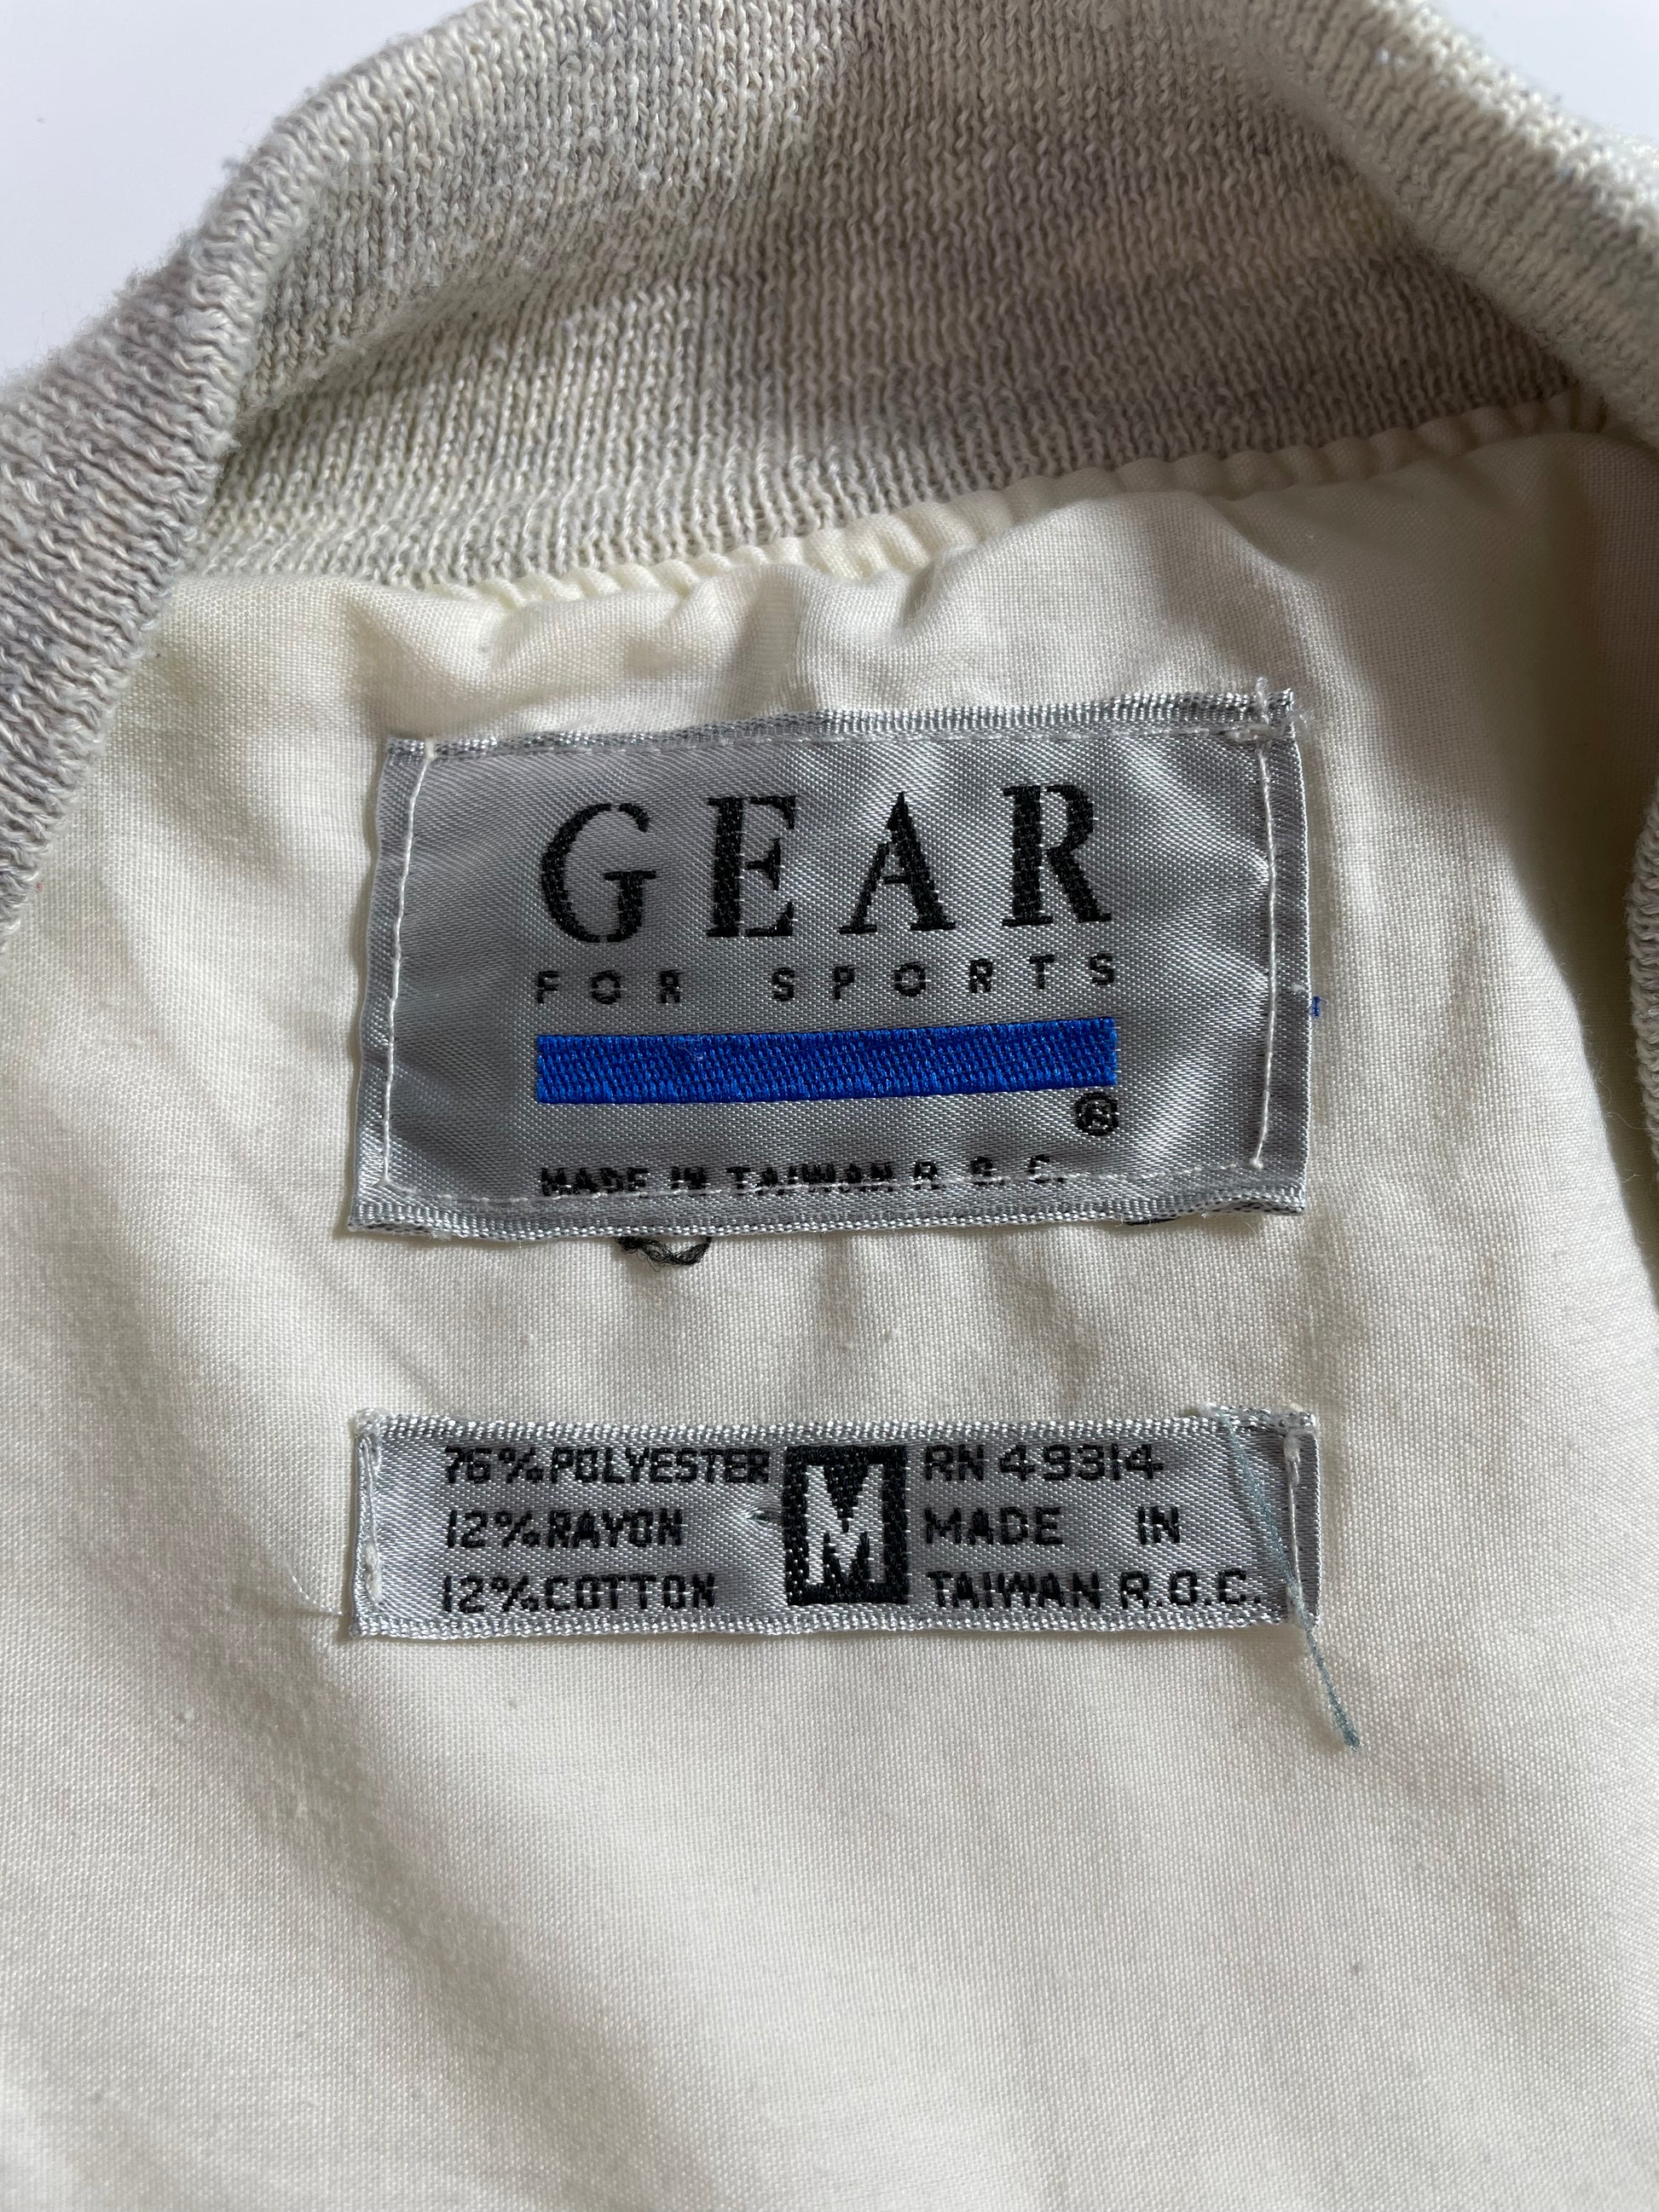 GEAR
FOR SPORTS
®
MADE IN TAIWAN R.O.C.
76%POLYESTER
12%RAYON
12%COTTON
M
RN 49314
MADE IN
TAIWAN R.O.C.